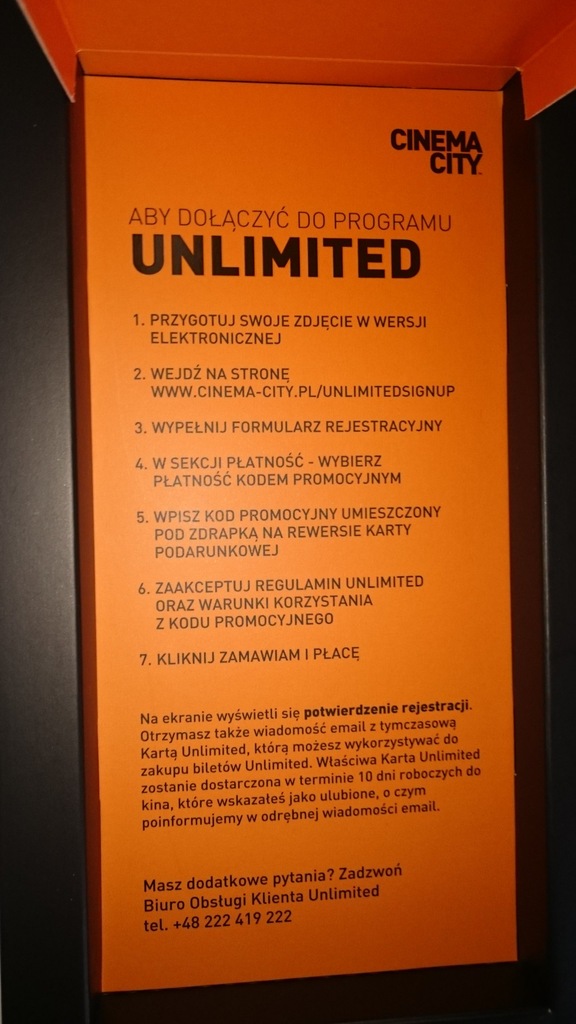 CINEMA
CITY
ABY DOŁĄCZYĆ DO PROGRAMU
UNLIMITED
1. PRZYGOTUJ SWOJE ZDJĘCIE W WERSJI
ELEKTRONICZNEJ
2. WEJDŹ NA STRONĘ
WWW.CINEMA-CITY.PL/UNLIMITEDSIGNUP
3. WYPEŁNIJ FORMULARZ REJESTRACYJNY
4. W SEKCJI PŁATNOŚĆ - WYBIERZ
PŁATNOŚĆ KODEM PROMOCYJNYM
5. WPISZ KOD PROMOCYJNY UMIESZCZONY
POD ZDRAPKĄ NA REWERSIE KARTY
PODARUNKOWEJ
6. ZAAKCEPTUJ REGULAMIN UNLIMITED
ORAZ WARUNKI KORZYSTANIA
Z KODU PROMOCYJNEGO
7. KLIKNIJ ZAMAWIAM I PŁACĘ
Na ekranie wyświetli się potwierdzenie rejestracji.
Otrzymasz także wiadomość email z tymczasową
Kartą Unlimited, którą możesz wykorzystywać do
zakupu biletów Unlimited. Właściwa Karta Unlimited
zostanie dostarczona w terminie 10 dni roboczych do
kina, które wskazałeś jako ulubione, o czym
poinformujemy w odrębnej wiadomości email.
Masz dodatkowe pytania? Zadzwoń
Biuro Obsługi Klienta Unlimited
tel. +48 222 419 222